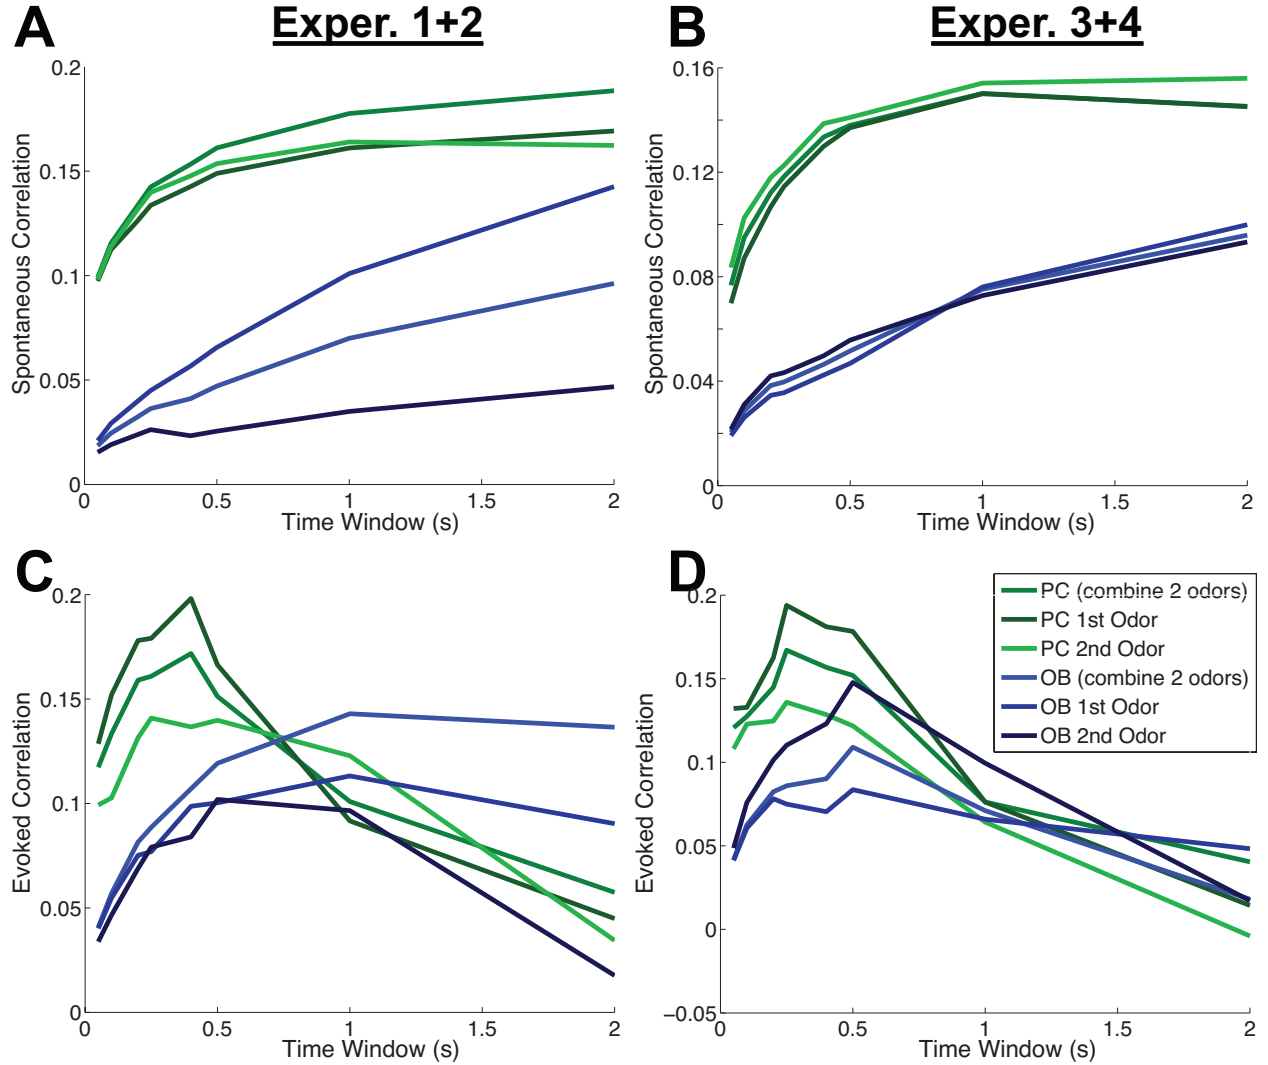 A
Exper. 1+2
Spontaneous Correlation
0.2
0.15
0.1
0.05
0
0
0.5
1
1.5
2
Time Window (s)
B
Exper. 3+4
Spontaneous Correlation
0.16
0.12
0.08
0.04
0
0
0.5
1
1.5
2
Time Window (s)
C
Evoked Correlation
0.2
0.15
0.1
0.05
0
0
0.5
1
1.5
2
Time Window (s)
D
Evoked Correlation
0.2
0.15
0.1
0.05
0
−0.05
0
0.5
1
1.5
2
Time Window (s)
PC (combine 2 odors)
PC 1st Odor
PC 2nd Odor
OB (combine 2 odors)
OB 1st Odor
OB 2nd Odor